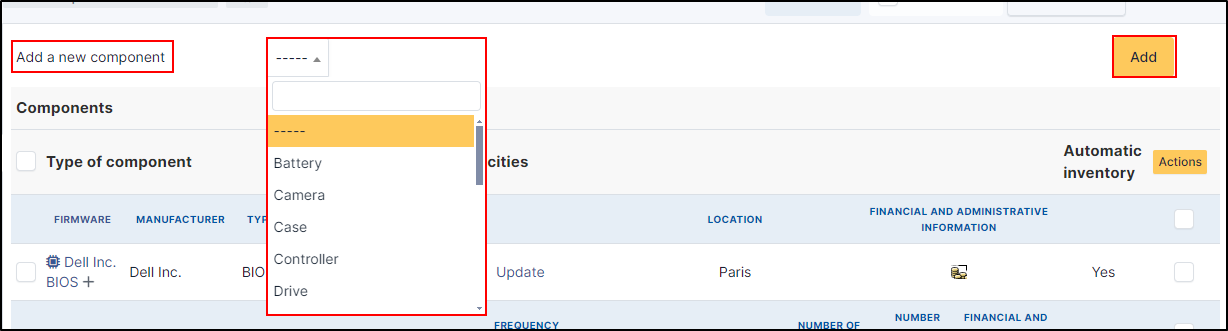 Add a new component
-----
Add
Components
-----
Type of component
cities
Automatic
inventory
Actions
Battery
Camera
Case
Controller
Drive
FIRMWARE MANUFACTURER LOCATION FINANCIAL AND ADMINISTRATIVE
INFORMATION
Dell Inc.
BIOS
Dell Inc. Update Paris Yes
FREQUENCY NUMBER OF NUMBER FINANCIAL AND